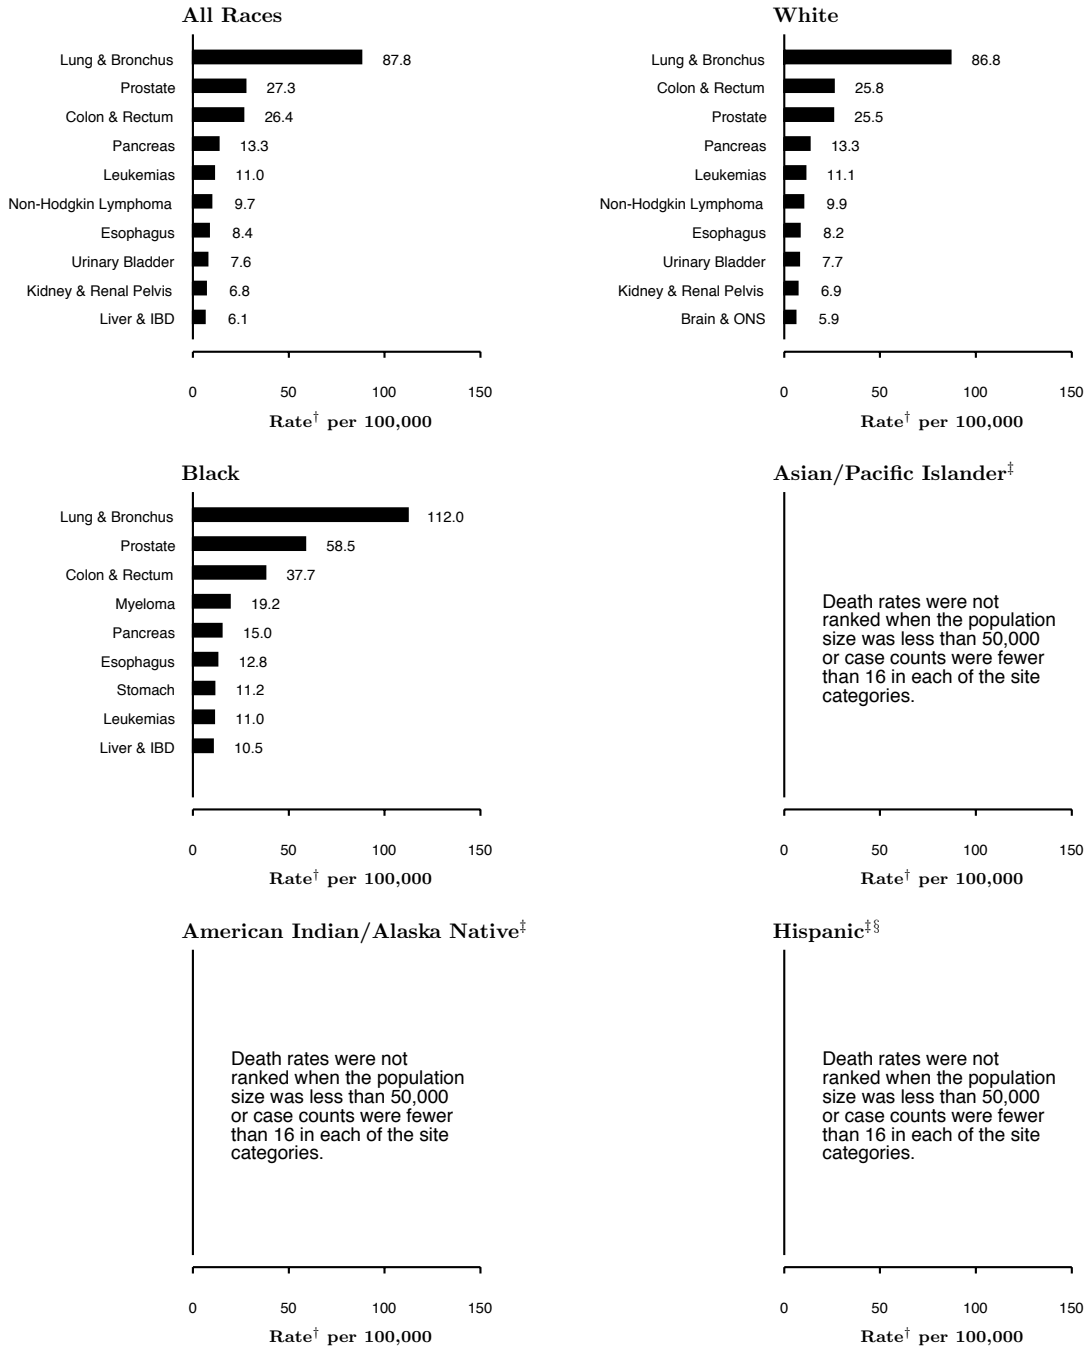 All Races
Lung & Bronchus 87.8
Prostate 27.3
Colon & Rectum 26.4
Pancreas 13.3
Leukemias 11.0
Non-Hodgkin Lymphoma 9.7
Esophagus 8.4
Urinary Bladder 7.6
Kidney & Renal Pelvis 6.8
Liver & IBD 6.1
0 50 100 150
Rate† per 100,000
White
Lung & Bronchus 86.8
Colon & Rectum 25.8
Prostate 25.5
Pancreas 13.3
Leukemias 11.1
Non-Hodgkin Lymphoma 9.9
Esophagus 8.2
Urinary Bladder 7.7
Kidney & Renal Pelvis 6.9
Brain & ONS 5.9
0 50 100 150
Rate† per 100,000
Black
Lung & Bronchus 112.0
Prostate 58.5
Colon & Rectum 37.7
Myeloma 19.2
Pancreas 15.0
Esophagus 12.8
Stomach 11.2
Leukemias 11.0
Liver & IBD 10.5
0 50 100 150
Rate† per 100,000
Asian/Pacific Islander‡
Death rates were not
ranked when the population
size was less than 50,000
or case counts were fewer
than 16 in each of the site
categories.
0 50 100 150
Rate† per 100,000
American Indian/Alaska Native‡
Death rates were not
ranked when the population
size was less than 50,000
or case counts were fewer
than 16 in each of the site
categories.
0 50 100 150
Rate† per 100,000
Hispanic‡§
Death rates were not
ranked when the population
size was less than 50,000
or case counts were fewer
than 16 in each of the site
categories.
0 50 100 150
Rate† per 100,000